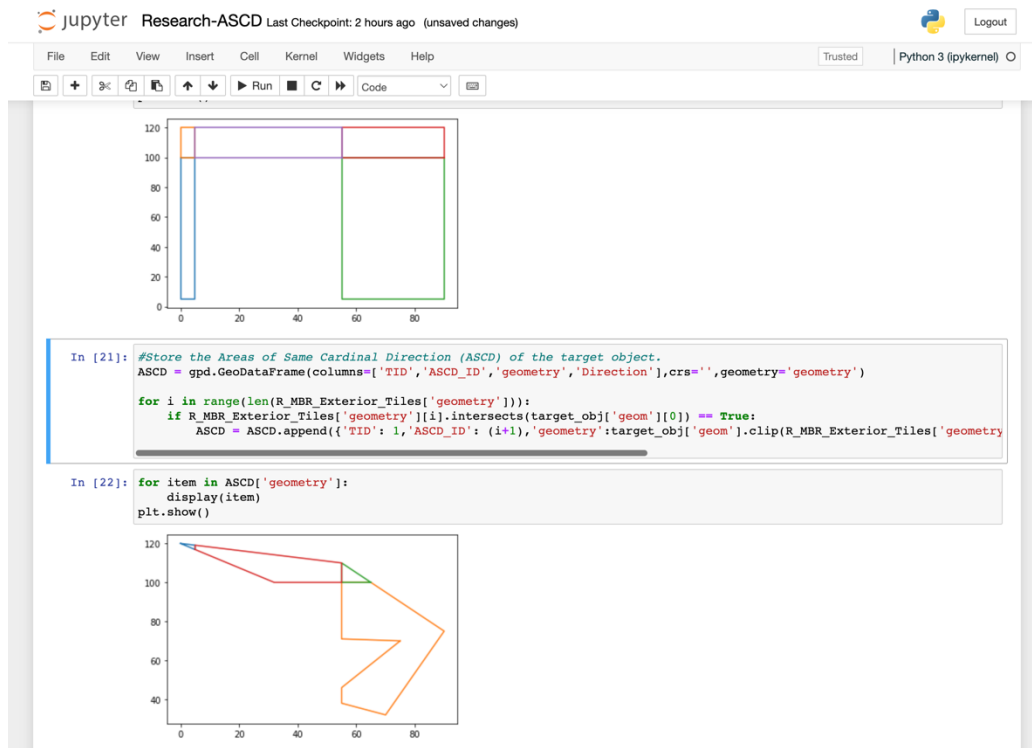 jupyter Research-ASCD Last Checkpoint: 2 hours ago (unsaved changes) Logout
File Edit View Insert Cell Kernel Widgets Help Trusted Python 3 (ipykernel)
Run Code
120
100
80
60
40
20
0
0 20 40 60 80
In [21]: #Store the Areas of Same Cardinal Direction (ASCD) of the target object.
ASCD = gpd.GeoDataFrame(columns=['TID','ASCD_ID','geometry','Direction'],crs='',geometry='geometry')
for i in range(len(R_MBR_Exterior_Tiles['geometry'])):
if R_MBR_Exterior_Tiles['geometry'][i].intersects(target_obj['geom'][0]) == True:
ASCD = ASCD.append({'TID': 1,'ASCD_ID': (i+1),'geometry':target_obj['geom'].clip(R_MBR_Exterior_Tiles['geometry
In [22]: for item in ASCD['geometry']:
display(item)
plt.show()
120
100
80
60
40
0 20 40 60 80